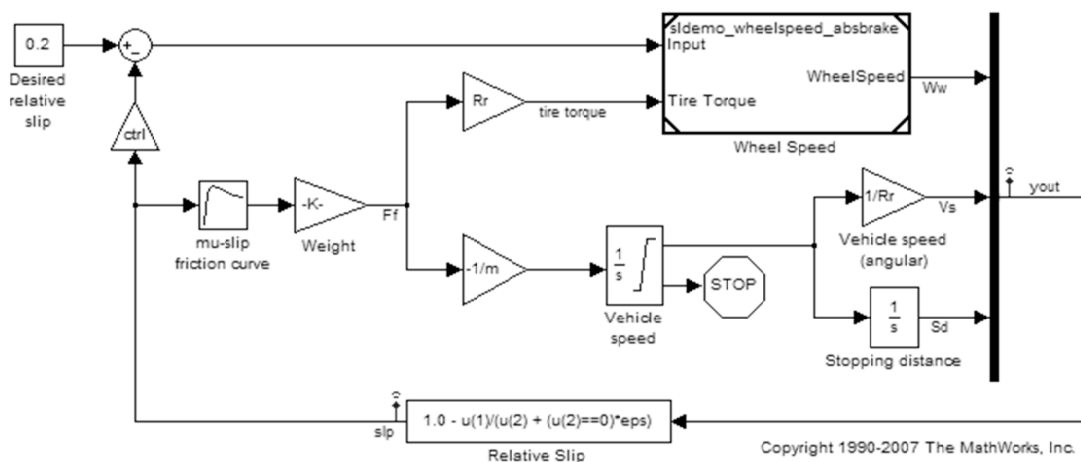 0.2
Desired
relative
slip
+
-
ctrl
mu-slip
friction curve
-K-
Weight
Ff
Rr
tire torque
sldemo_wheelspeed_absbrake
Input
Tire Torque
WheelSpeed
Wheel Speed
Ww
-1/m
1
s
Vehicle
speed
STOP
1/Rr
Vs
Vehicle speed
(angular)
1
s
Sd
Stopping distance
yout
slp
1.0 - u(1)/(u(2) + (u(2)==0)*eps)
Relative Slip
Copyright 1990-2007 The MathWorks, Inc.